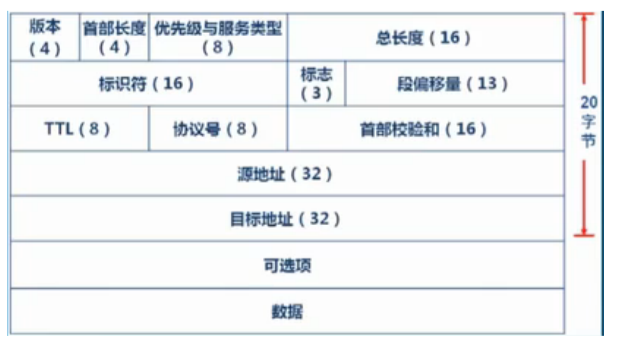 版本 首部长度 优先级与服务类型 总长度（16）
（4） （4） （8）
标识符（16） 标志 段偏移量（13）
（3）
TTL（8） 协议号（8） 首部校验和（16）
源地址（32）
目标地址（32）
可选项
数据
20
字
节